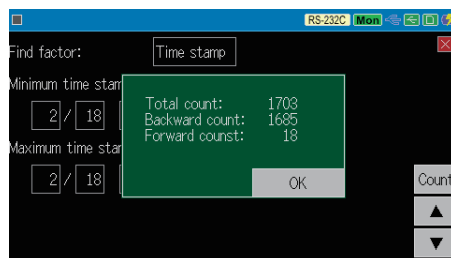 RS-232C Mon
Find factor: Time stamp
Minimum time stam
2 / 18
Maximum time star
2 / 18
Total count: 1703
Backward count: 1685
Forward counst: 18
OK
Count
▲
▼